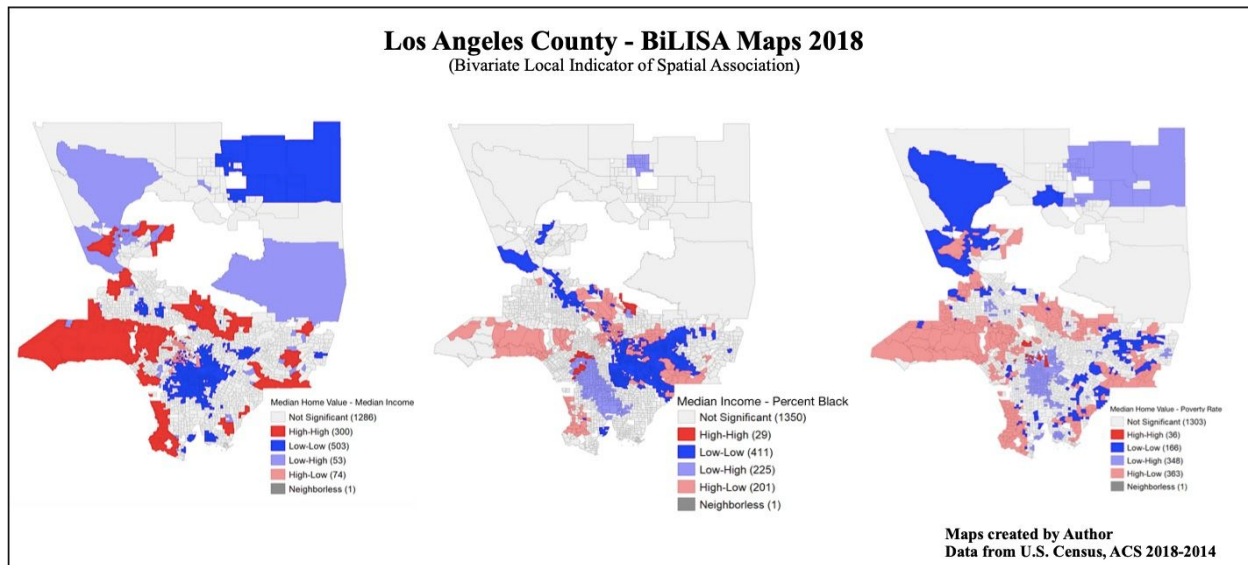 Los Angeles County - BiLISA Maps 2018
(Bivariate Local Indicator of Spatial Association)
Median Home Value - Median Income
Not Significant (1286)
High-High (300)
Low-Low (503)
Low-High (53)
High-Low (74)
Neighborless (1)
Median Income - Percent Black
Not Significant (1350)
High-High (29)
Low-Low (411)
Low-High (225)
High-Low (201)
Neighborless (1)
Median Home Value - Poverty Rate
Not Significant (1303)
High-High (36)
Low-Low (166)
Low-High (348)
High-Low (363)
Neighborless (1)
Maps created by Author
Data from U.S. Census, ACS 2018-2014